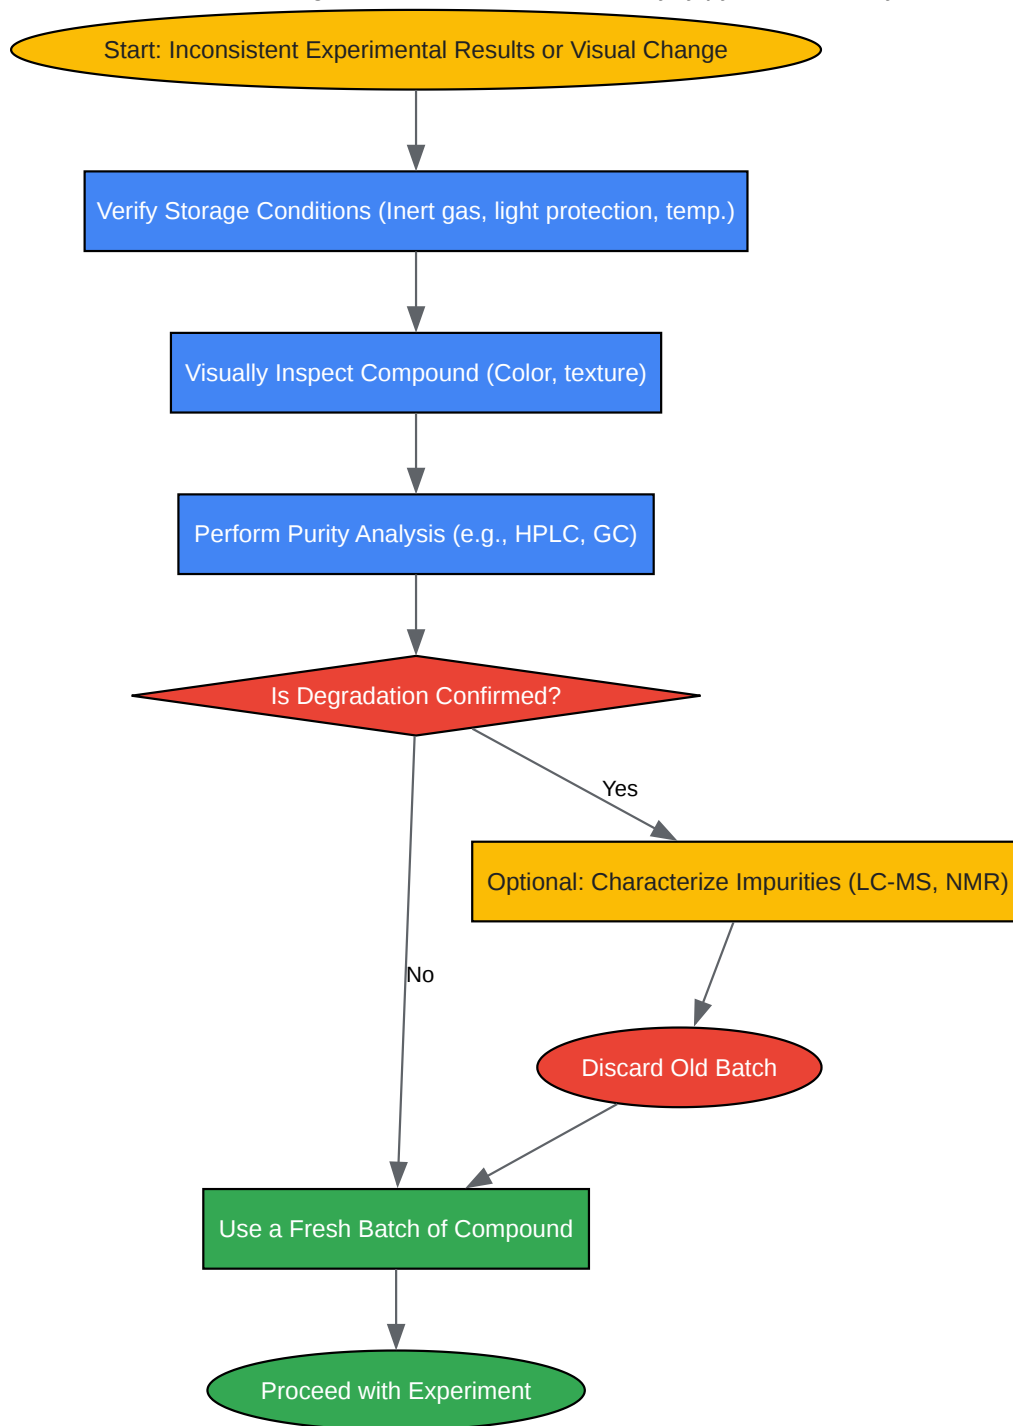 Start: Inconsistent Experimental Results or Visual Change
Verify Storage Conditions (Inert gas, light protection, temp.)
Visually Inspect Compound (Color, texture)
Perform Purity Analysis (e.g., HPLC, GC)
Is Degradation Confirmed?
Yes
Optional: Characterize Impurities (LC-MS, NMR)
No
Discard Old Batch
Use a Fresh Batch of Compound
Proceed with Experiment